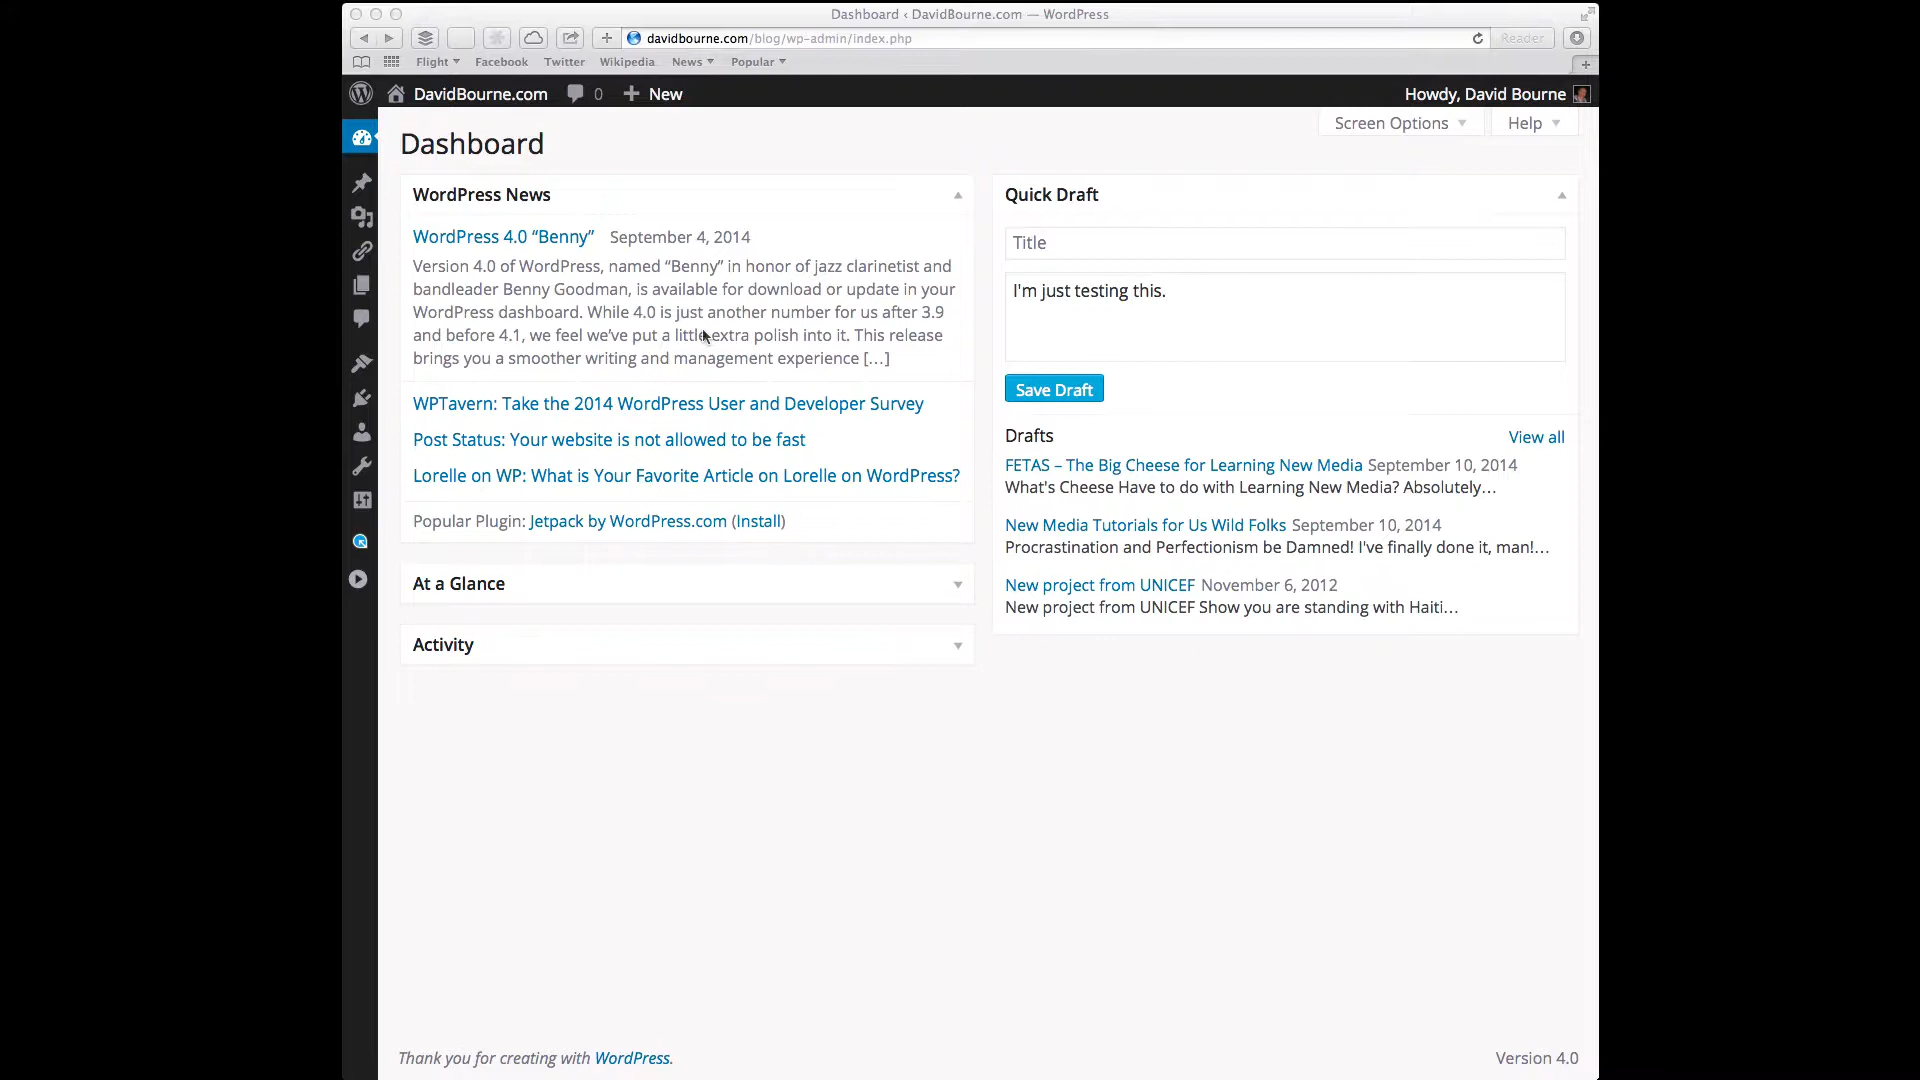 Dashboard ‹ DavidBourne.com — WordPress
davidbourne.com/blog/wp-admin/index.php
Reader
Flight
Facebook
Twitter
Wikipedia
News
Popular
DavidBourne.com
0
New
Howdy, David Bourne
Screen Options
Help
Dashboard
WordPress News
WordPress 4.0 “Benny” September 4, 2014
Version 4.0 of WordPress, named “Benny” in honor of jazz clarinetist and
bandleader Benny Goodman, is available for download or update in your
WordPress dashboard. While 4.0 is just another number for us after 3.9
and before 4.1, we feel we’ve put a little extra polish into it. This release
brings you a smoother writing and management experience […]
WPTavern: Take the 2014 WordPress User and Developer Survey
Post Status: Your website is not allowed to be fast
Lorelle on WP: What is Your Favorite Article on Lorelle on WordPress?
Popular Plugin: Jetpack by WordPress.com (Install)
At a Glance
Activity
Quick Draft
Title
I'm just testing this.
Save Draft
Drafts
View all
FETAS – The Big Cheese for Learning New Media September 10, 2014
What's Cheese Have to do with Learning New Media? Absolutely…
New Media Tutorials for Us Wild Folks September 10, 2014
Procrastination and Perfectionism be Damned! I've finally done it, man!…
New project from UNICEF November 6, 2012
New project from UNICEF Show you are standing with Haiti…
Thank you for creating with WordPress.
Version 4.0